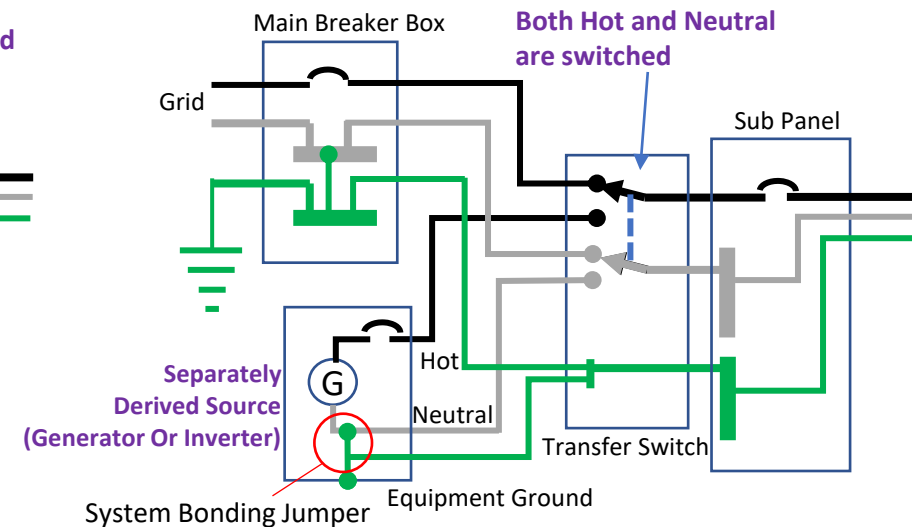 Main Breaker Box
Both Hot and Neutral
are switched
d
Grid
Sub Panel
Hot
Separately
Derived Source
(Generator Or Inverter)
G
Neutral
Transfer Switch
Equipment Ground
System Bonding Jumper